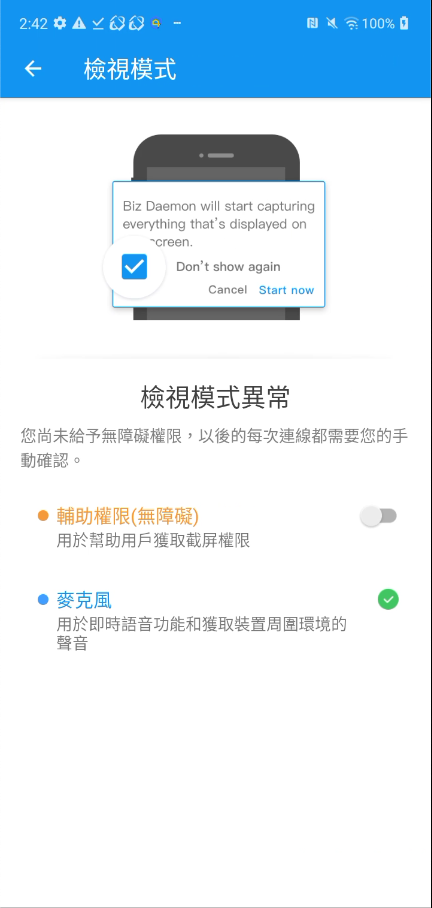 2:42
100%
檢視模式
Biz Daemon will start capturing
everything that's displayed on
creen.
Don't show again
Cancel Start now
檢視模式異常
您尚未給予無障礙權限，以後的每次連線都需要您的手
動確認。
輔助權限(無障礙)
用於幫助用戶獲取截屏權限
麥克風
用於即時語音功能和獲取裝置周圍環境的
聲音